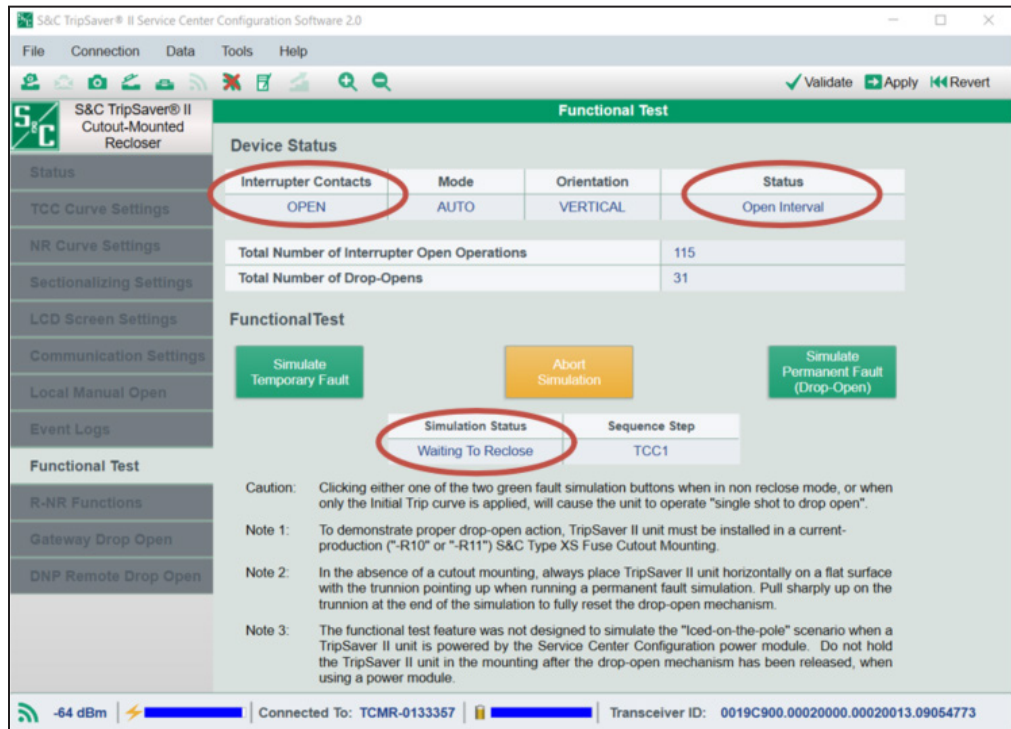 S&C TripSaver® II Service Center Configuration Software 2.0
File Connection Data Tools Help
Validate Apply Revert
S&C
S&C TripSaver® II
Cutout-Mounted
Recloser
Functional Test
Status
TCC Curve Settings
NR Curve Settings
Sectionalizing Settings
LCD Screen Settings
Communication Settings
Local Manual Open
Event Logs
Functional Test
R-NR Functions
Gateway Drop Open
DNP Remote Drop Open
Device Status
Interrupter Contacts Mode Orientation Status
OPEN AUTO VERTICAL Open Interval
Total Number of Interrupter Open Operations 115
Total Number of Drop-Opens 31
FunctionalTest
Simulate
Temporary Fault
Abort
Simulation
Simulate
Permanent Fault
(Drop-Open)
Simulation Status Sequence Step
Waiting To Reclose TCC1
Caution: Clicking either one of the two green fault simulation buttons when in non reclose mode, or when
only the Initial Trip curve is applied, will cause the unit to operate "single shot to drop open".
Note 1: To demonstrate proper drop-open action, TripSaver II unit must be installed in a current-
production ("-R10" or "-R11") S&C Type XS Fuse Cutout Mounting.
Note 2: In the absence of a cutout mounting, always place TripSaver II unit horizontally on a flat surface
with the trunnion pointing up when running a permanent fault simulation. Pull sharply up on the
trunnion at the end of the simulation to fully reset the drop-open mechanism.
Note 3: The functional test feature was not designed to simulate the "Iced-on-the-pole" scenario when a
TripSaver II unit is powered by the Service Center Configuration power module. Do not hold
the TripSaver II unit in the mounting after the drop-open mechanism has been released, when
using a power module.
-64 dBm Connected To: TCMR-0133357 Transceiver ID: 0019C900.00020000.00020013.09054773